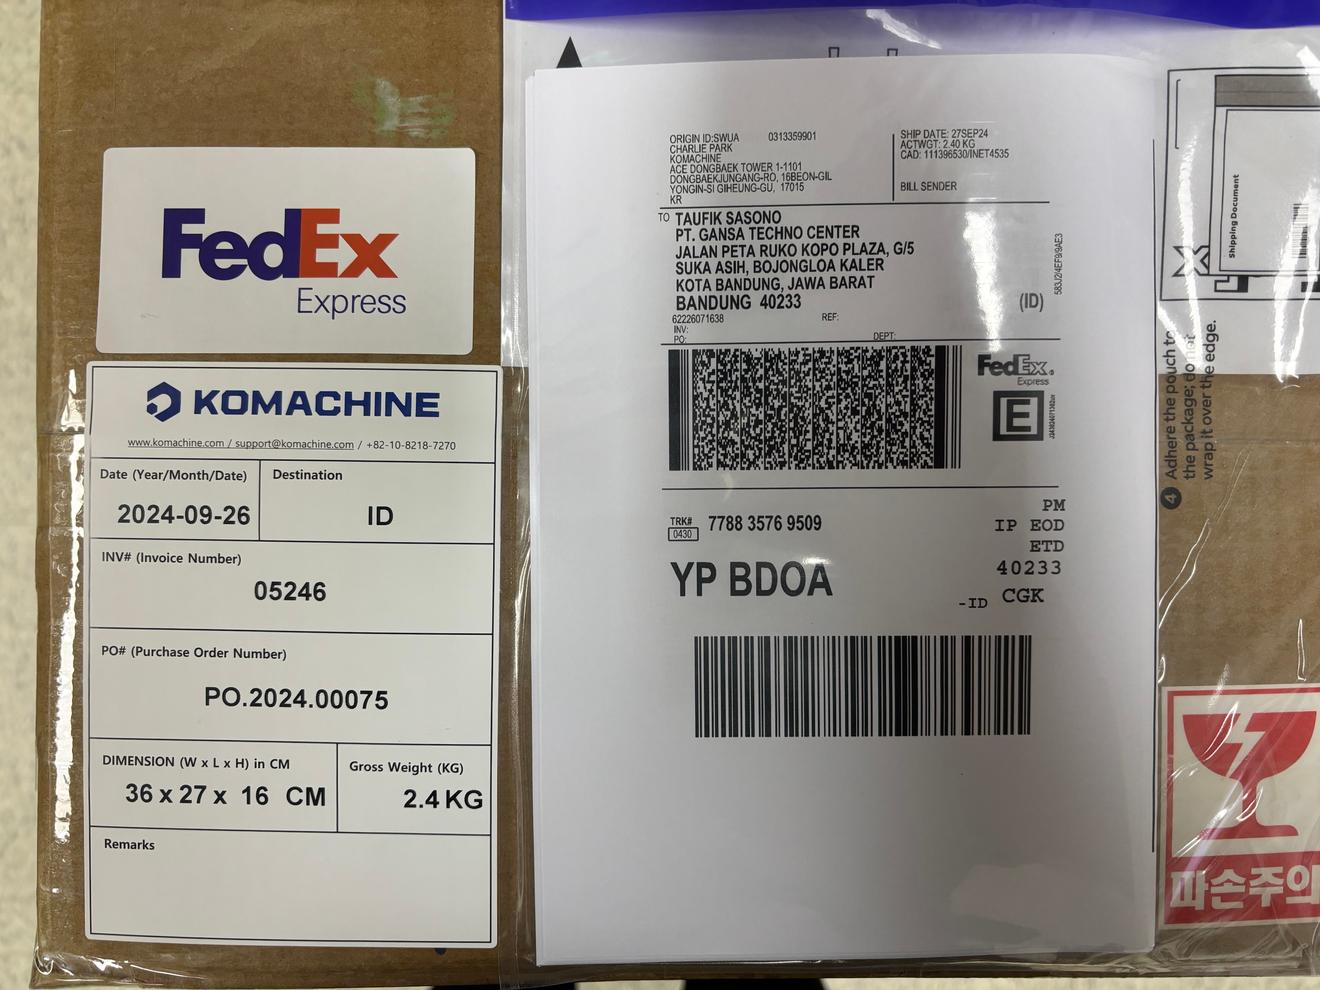 FedEx
Express
KOMACHINE
www.komachine.com / support@komachine.com / +82-10-8218-7270
Date (Year/Month/Date)
2024-09-26
Destination
ID
INV# (Invoice Number)
05246
PO# (Purchase Order Number)
PO.2024.00075
DIMENSION (W x L x H) in CM
36 x 27 x 16 CM
Gross Weight (KG)
2.4 KG
Remarks
ORIGIN ID:SWUA 0313359901
CHARLIE PARK
KOMACHINE
ACE DONGBAEK TOWER 1-1101
DONGBAEKJUNGANG-RO, 16BEON-GIL
YONGIN-SI GIHEUNG-GU, 17015
KR
SHIP DATE: 27SEP24
ACTWGT: 2.40 KG
CAD: 111396530/INET4535
BILL SENDER
TO TAUFIK SASONO
PT. GANSA TECHNO CENTER
JALAN PETA RUKO KOPO PLAZA, G/5
SUKA ASIH, BOJONGLOA KALER
KOTA BANDUNG, JAWA BARAT
BANDUNG 40233
(ID)
62226071638
REF:
INV:
PO:
DEPT:
FedEx
Express
E
TRK# 7788 3576 9509
0430
PM
IP EOD
ETD
40233
YP BDOA
-ID CGK
Shipping Document
4 Adhere the pouch to
the package; do not
wrap it over the edge.
파손주의